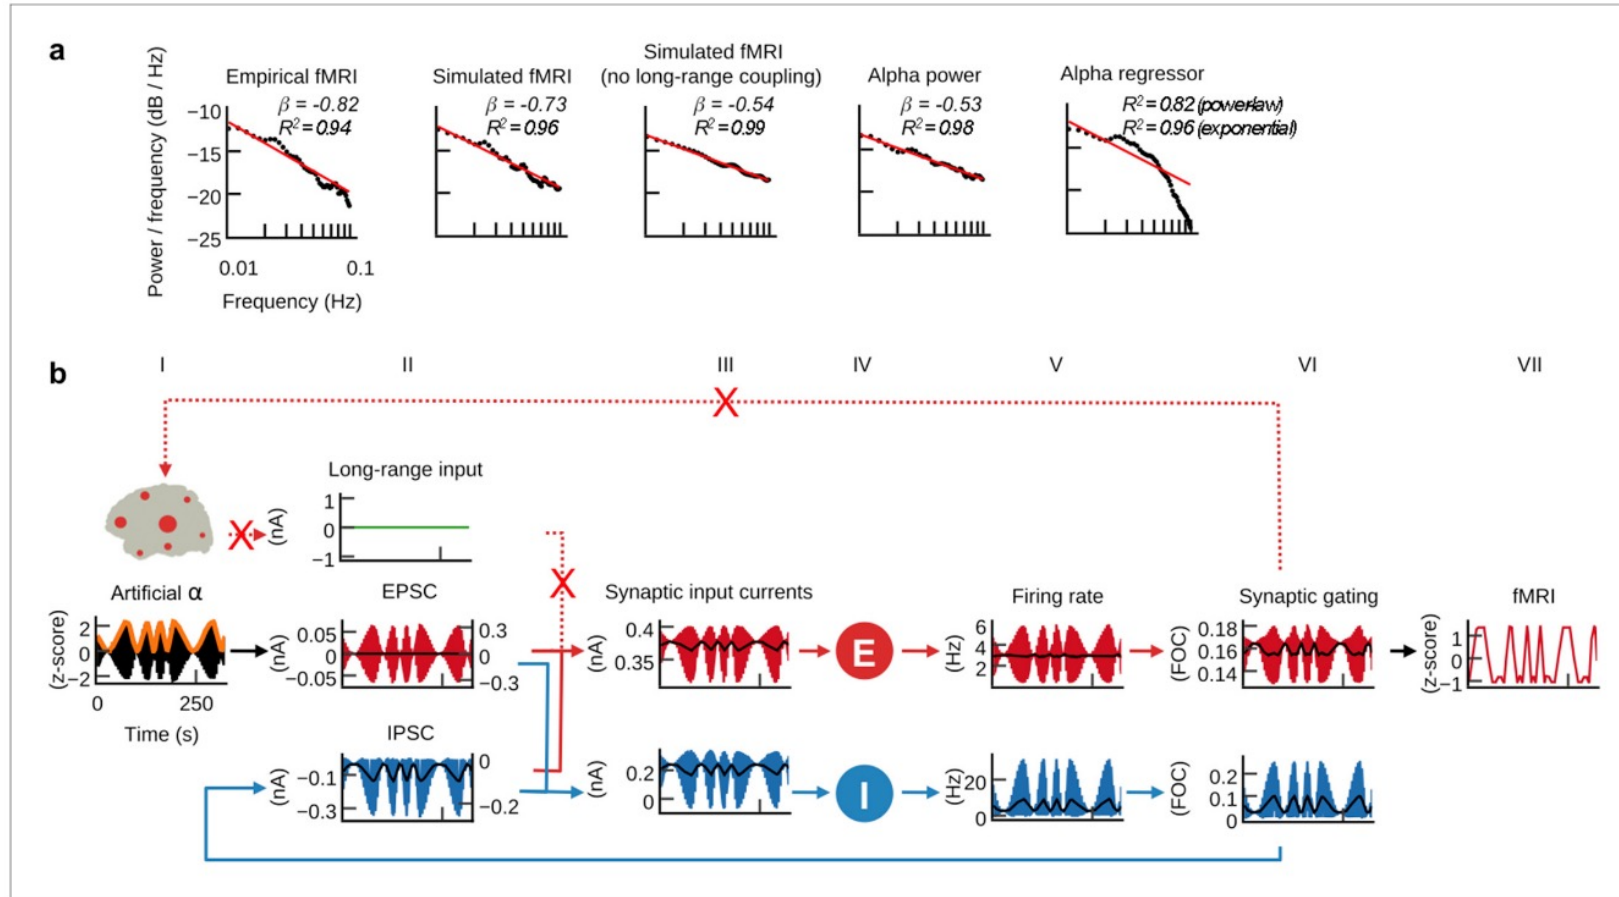 a
Empirical fMRI
β = -0.82
R² = 0.94
Simulated fMRI
β = -0.73
R² = 0.96
Simulated fMRI
(no long-range coupling)
β = -0.54
R² = 0.99
Alpha power
β = -0.53
R² = 0.98
Alpha regressor
R² = 0.82 (powerlaw)
R² = 0.96 (exponential)
Power / frequency (dB / Hz)
−10
−15
−20
−25
0.01 0.1
Frequency (Hz)
b
I II III IV V VI VII
X
Long-range input
X
(nA)
1
0
−1
X
Artificial α
(z-score)
2
0
−2
0 250
Time (s)
EPSC
(nA)
0.05
0
−0.05
0.3
0
−0.3
Synaptic input currents
(nA)
0.4
0.35
E
Firing rate
(Hz)
6
4
2
Synaptic gating
(FOC)
0.18
0.16
0.14
fMRI
(z-score)
1
0
−1
IPSC
(nA)
−0.1
−0.3
0
−0.2
(nA)
0.2
0
I
(Hz)
20
0
(FOC)
0.2
0.1
0